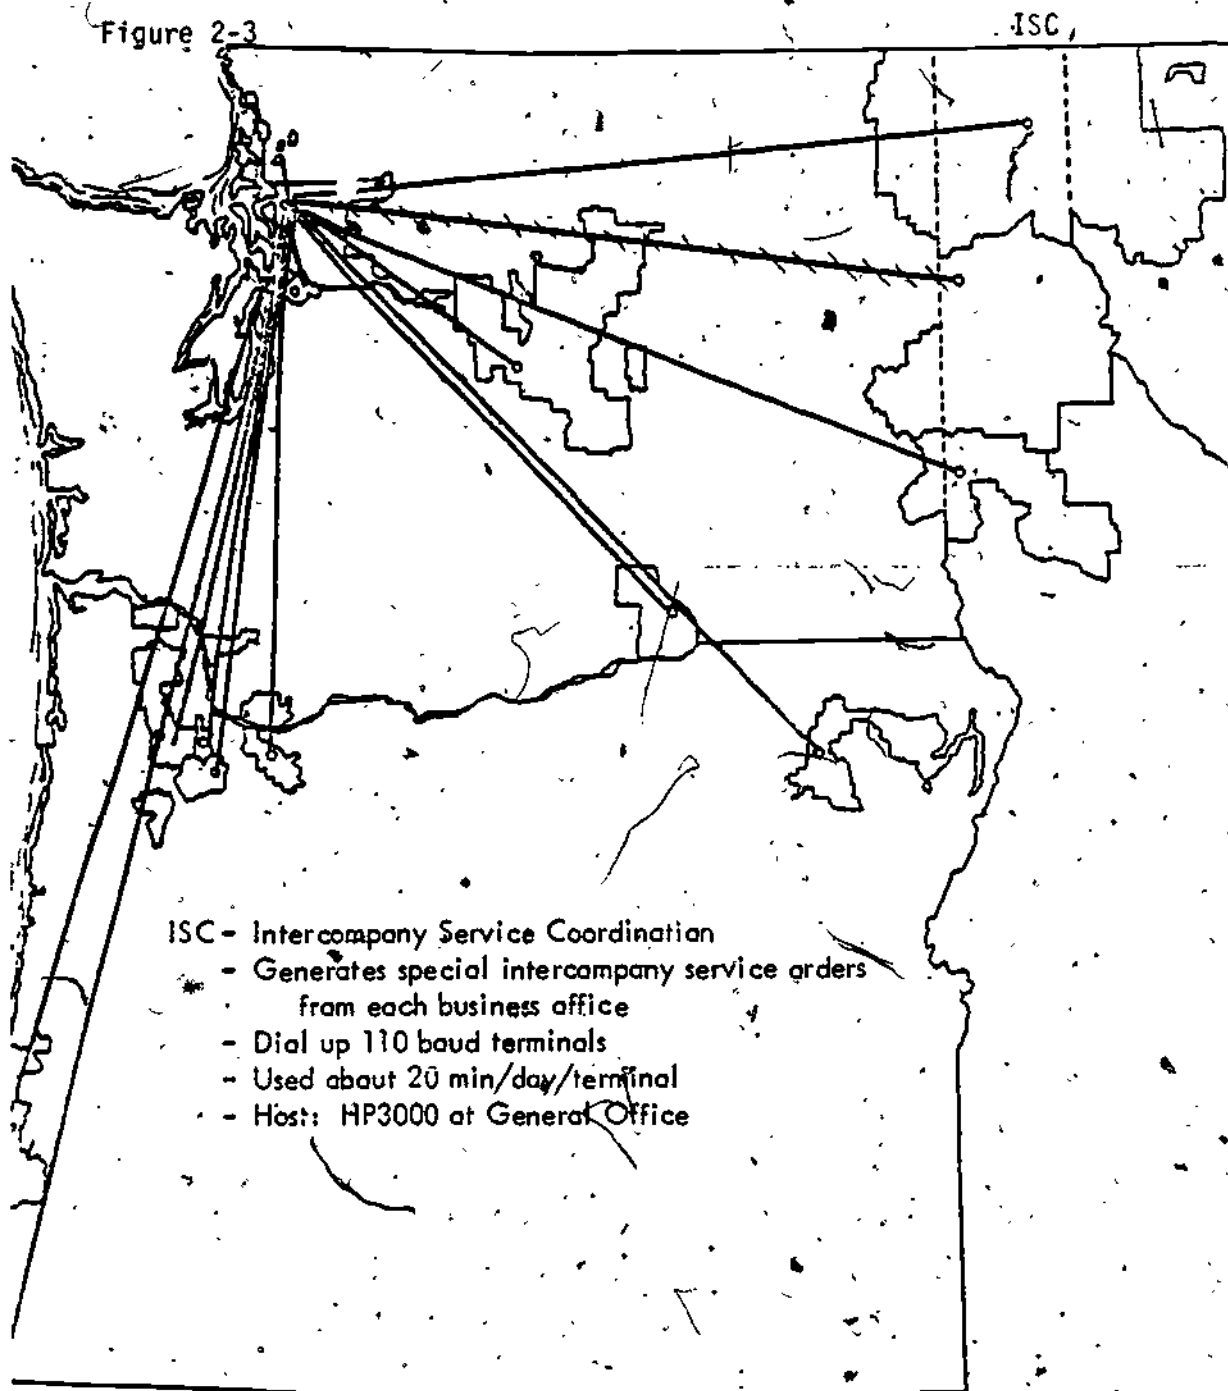 Figure 2-3
ISC
ISC - Intercompany Service Coordination
- Generates special intercompany service orders
from each business office
- Dial up 110 baud terminals
- Used about 20 min/day/terminal
- Host: HP3000 at General Office